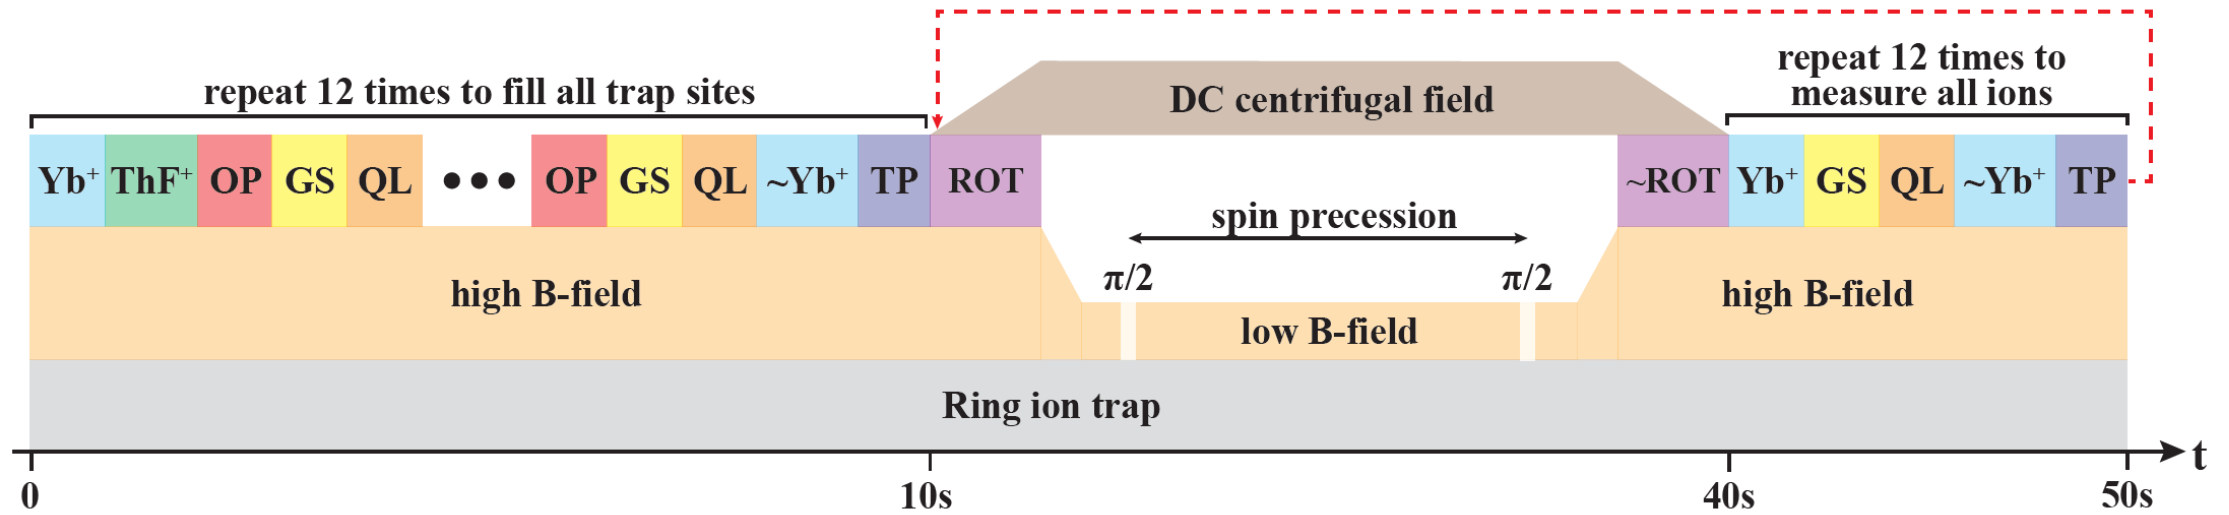 repeat 12 times to fill all trap sites
DC centrifugal field
repeat 12 times to
measure all ions
Yb⁺ ThF⁺ OP GS QL ••• OP GS QL ~Yb⁺ TP ROT
~ROT Yb⁺ GS QL ~Yb⁺ TP
spin precession
π/2 π/2
high B-field
low B-field
high B-field
Ring ion trap
t
0 10s 40s 50s